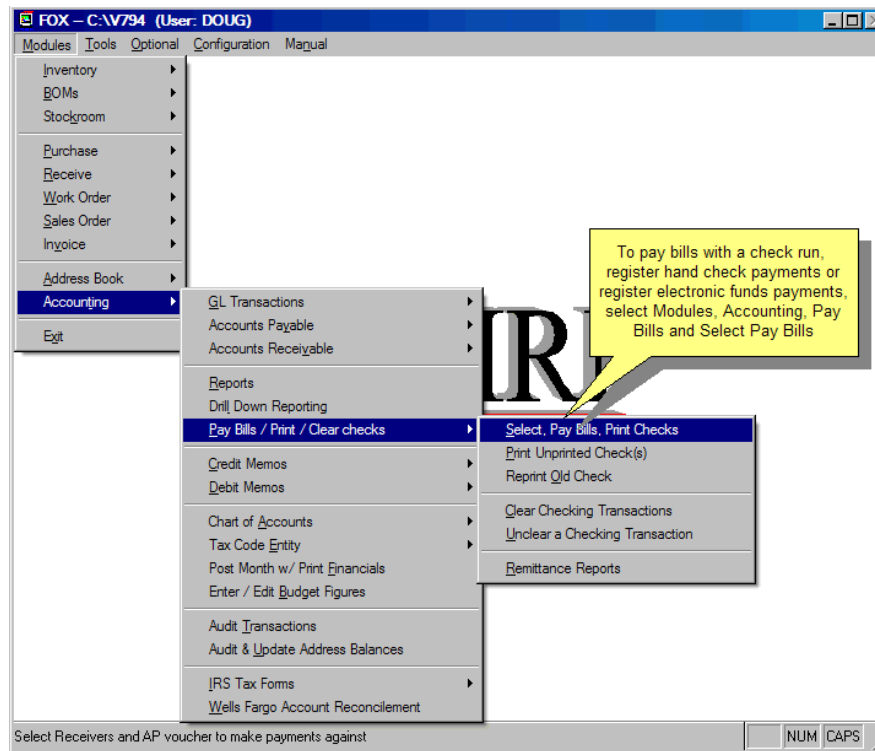 FOX – C:\V794 (User: DOUG)
Modules Tools Optional Configuration Manual
Inventory
BOMs
Stockroom
Purchase
Receive
Work Order
Sales Order
Invoice
Address Book
Accounting
Exit
To pay bills with a check run,
register hand check payments or
register electronic funds payments,
select Modules, Accounting, Pay
Bills and Select Pay Bills
GL Transactions
Accounts Payable
Accounts Receivable
Reports
Drill Down Reporting
Pay Bills / Print / Clear checks
Credit Memos
Debit Memos
Chart of Accounts
Tax Code Entity
Post Month w/ Print Financials
Enter / Edit Budget Figures
Audit Transactions
Audit & Update Address Balances
IRS Tax Forms
Wells Fargo Account Reconcilement
Select, Pay Bills, Print Checks
Print Unprinted Check(s)
Reprint Old Check
Clear Checking Transactions
Unclear a Checking Transaction
Remittance Reports
Select Receivers and AP voucher to make payments against
NUM CAPS